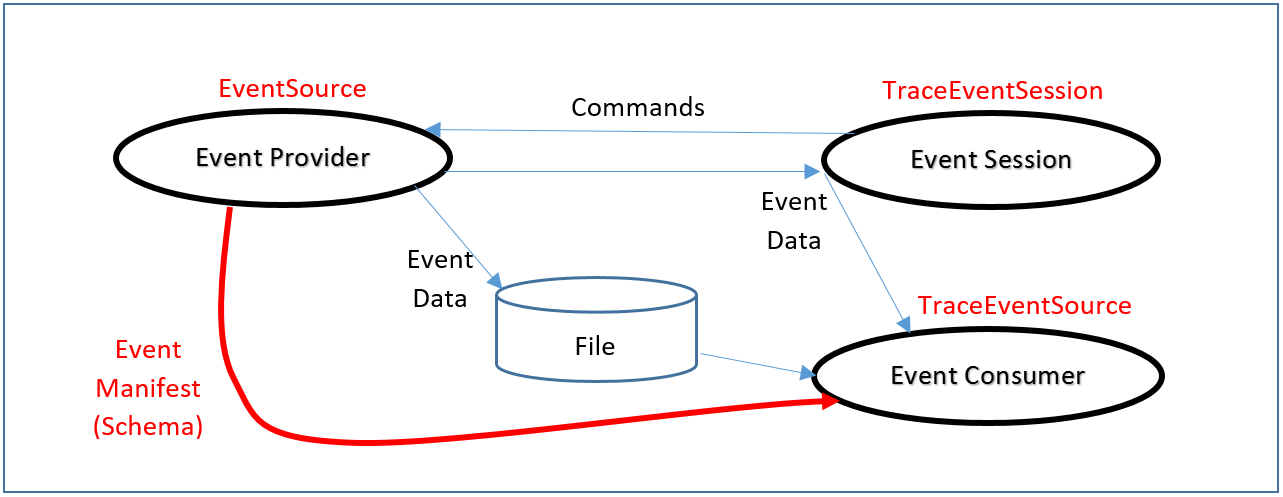 EventSource
TraceEventSession
Commands
Event Provider
Event Session
Event
Data
Event
Data
TraceEventSource
File
Event
Manifest
(Schema)
Event Consumer